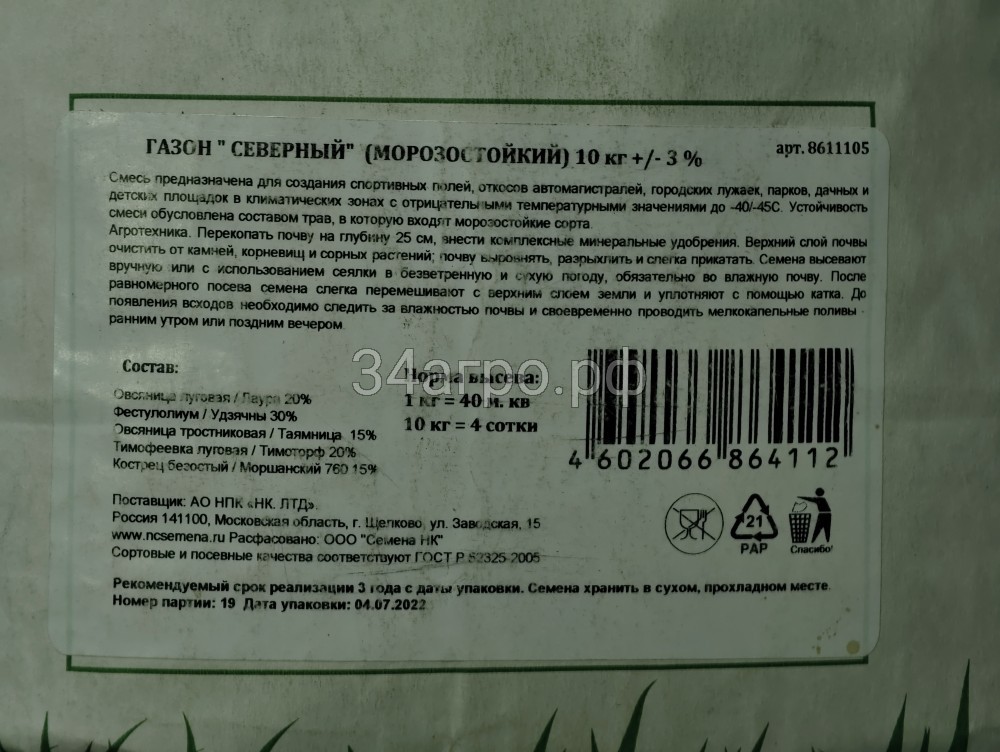 ГАЗОН " СЕВЕРНЫЙ" (МОРОЗОСТОЙКИЙ) 10 кг +/- 3 %
арт. 8611105
Смесь предназначена для создания спортивных полей, откосов автомагистралей, городских лужаек, парков, дачных и
детских площадок в климатических зонах с отрицательными температурными значениями до -40/-45С. Устойчивость
смеси обусловлена составом трав, в которую входят морозостойкие сорта.
Агротехника. Перекопать почву на глубину 25 см, внести комплексные минеральные удобрения. Верхний слой почвы
очистить от камней, корневищ и сорных растений; почву выровнять, разрыхлить и слегка прикатать. Семена высевают
вручную или с использованием сеялки в безветренную и сухую погоду, обязательно во влажную почву. После
равномерного посева семена слегка перемешивают с верхним слоем земли и уплотняют с помощью катка. До
появления всходов необходимо следить за влажностью почвы и своевременно проводить мелкокапельные поливы
ранним утром или поздним вечером.
Состав:
Овсяница луговая / Лаура 20%
Фестулолиум / Удзячны 30%
Овсяница тростниковая / Таямница 15%
Тимофеевка луговая / Тимоторф 20%
Кострец безостый / Моршанский 760 15%
Норма высева:
1 кг = 40 м. кв
10 кг = 4 сотки
34агро.рф
4 602066 864112
Поставщик: АО НПК «НК. ЛТД».
Россия 141100, Московская область, г. Щелково, ул. Заводская, 15
www.ncsemena.ru Расфасовано: ООО "Семена НК"
Сортовые и посевные качества соответствуют ГОСТ Р 52325-2005
21
PAP
Спасибо!
Рекомендуемый срок реализации 3 года с даты упаковки. Семена хранить в сухом, прохладном месте.
Номер партии: 19 Дата упаковки: 04.07.2022